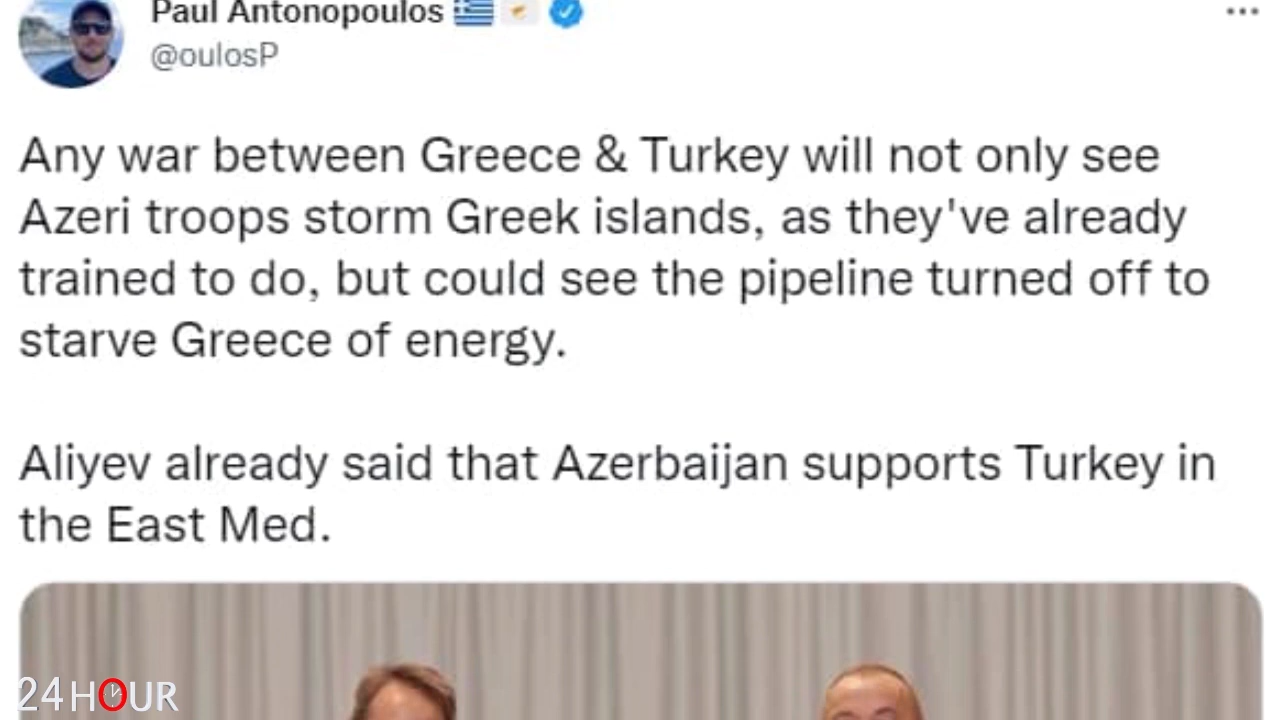 Paul Antonopoulos
@oulosP
Any war between Greece & Turkey will not only see
Azeri troops storm Greek islands, as they've already
trained to do, but could see the pipeline turned off to
starve Greece of energy.
Aliyev already said that Azerbaijan supports Turkey in
the East Med.
24HOUR